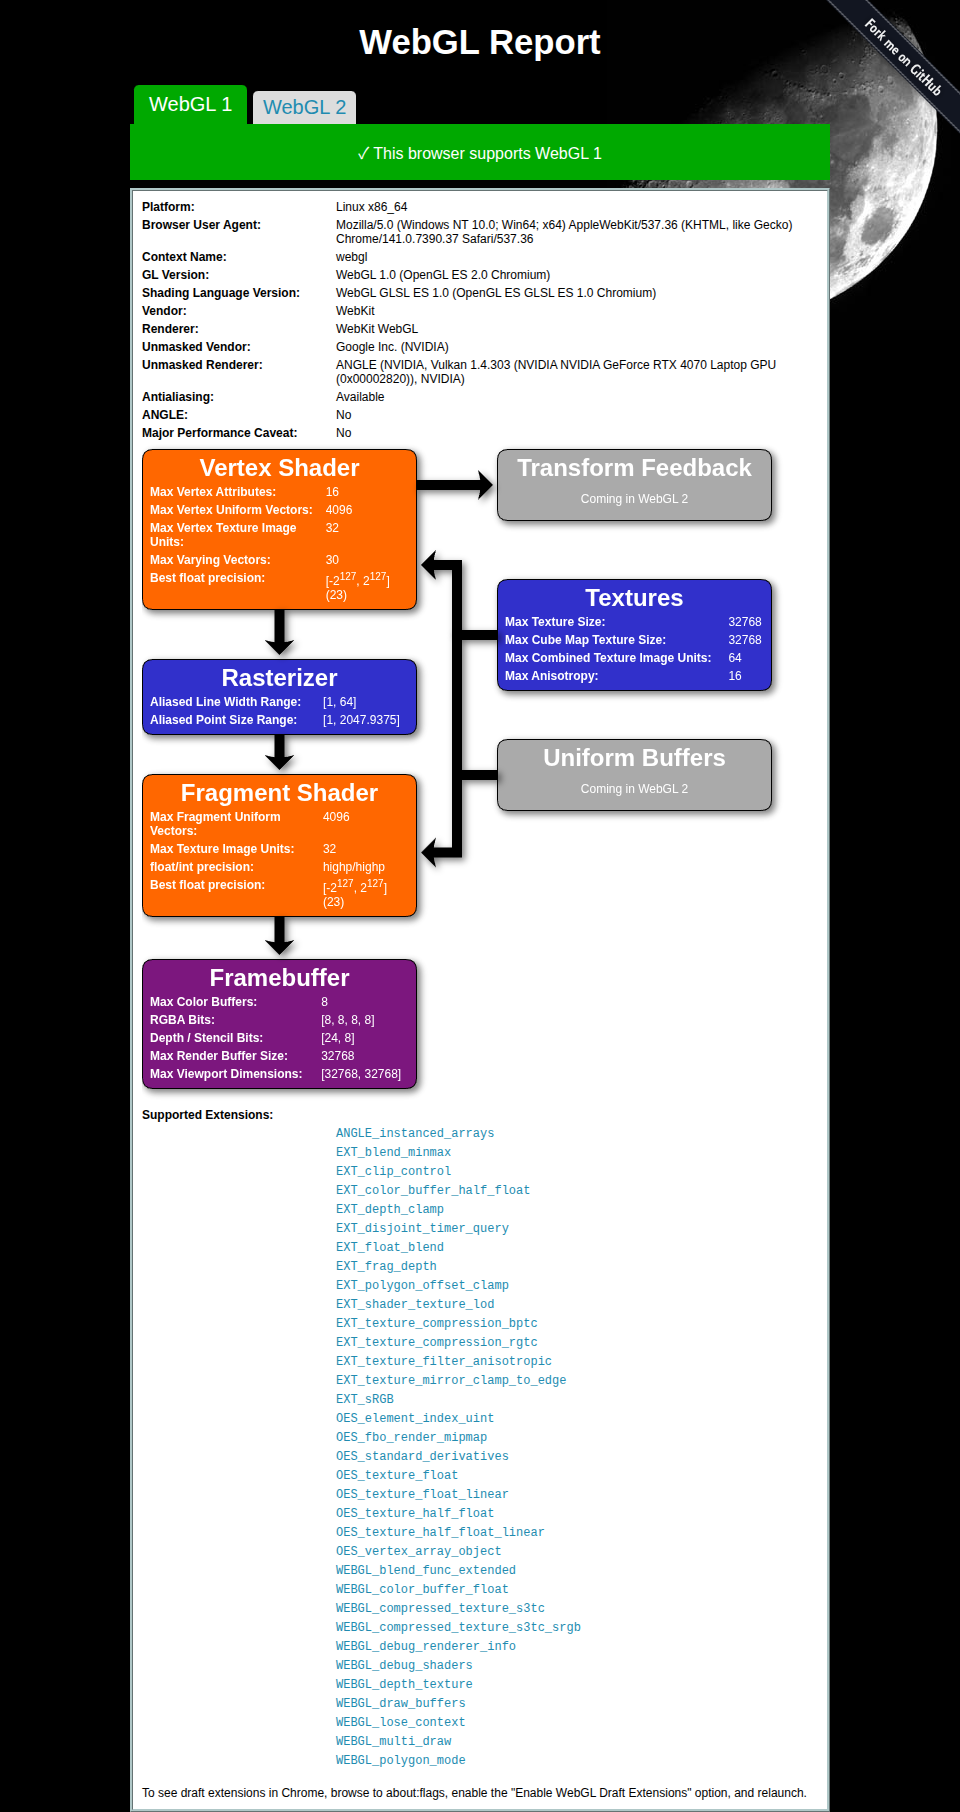 WebGL Report
Fork me on GitHub
WebGL 1
WebGL 2
✓ This browser supports WebGL 1
Platform: Linux x86_64
Browser User Agent: Mozilla/5.0 (Windows NT 10.0; Win64; x64) AppleWebKit/537.36 (KHTML, like Gecko)
Chrome/141.0.7390.37 Safari/537.36
Context Name: webgl
GL Version: WebGL 1.0 (OpenGL ES 2.0 Chromium)
Shading Language Version: WebGL GLSL ES 1.0 (OpenGL ES GLSL ES 1.0 Chromium)
Vendor: WebKit
Renderer: WebKit WebGL
Unmasked Vendor: Google Inc. (NVIDIA)
Unmasked Renderer: ANGLE (NVIDIA, Vulkan 1.4.303 (NVIDIA NVIDIA GeForce RTX 4070 Laptop GPU
(0x00002820)), NVIDIA)
Antialiasing: Available
ANGLE: No
Major Performance Caveat: No
Vertex Shader
Max Vertex Attributes: 16
Max Vertex Uniform Vectors: 4096
Max Vertex Texture Image 32
Units:
Max Varying Vectors: 30
Best float precision: [-2^127, 2^127]
(23)
Transform Feedback
Coming in WebGL 2
Textures
Max Texture Size: 32768
Max Cube Map Texture Size: 32768
Max Combined Texture Image Units: 64
Max Anisotropy: 16
Rasterizer
Aliased Line Width Range: [1, 64]
Aliased Point Size Range: [1, 2047.9375]
Uniform Buffers
Coming in WebGL 2
Fragment Shader
Max Fragment Uniform 4096
Vectors:
Max Texture Image Units: 32
float/int precision: highp/highp
Best float precision: [-2^127, 2^127]
(23)
Framebuffer
Max Color Buffers: 8
RGBA Bits: [8, 8, 8, 8]
Depth / Stencil Bits: [24, 8]
Max Render Buffer Size: 32768
Max Viewport Dimensions: [32768, 32768]
Supported Extensions:
ANGLE_instanced_arrays
EXT_blend_minmax
EXT_clip_control
EXT_color_buffer_half_float
EXT_depth_clamp
EXT_disjoint_timer_query
EXT_float_blend
EXT_frag_depth
EXT_polygon_offset_clamp
EXT_shader_texture_lod
EXT_texture_compression_bptc
EXT_texture_compression_rgtc
EXT_texture_filter_anisotropic
EXT_texture_mirror_clamp_to_edge
EXT_sRGB
OES_element_index_uint
OES_fbo_render_mipmap
OES_standard_derivatives
OES_texture_float
OES_texture_float_linear
OES_texture_half_float
OES_texture_half_float_linear
OES_vertex_array_object
WEBGL_blend_func_extended
WEBGL_color_buffer_float
WEBGL_compressed_texture_s3tc
WEBGL_compressed_texture_s3tc_srgb
WEBGL_debug_renderer_info
WEBGL_debug_shaders
WEBGL_depth_texture
WEBGL_draw_buffers
WEBGL_lose_context
WEBGL_multi_draw
WEBGL_polygon_mode
To see draft extensions in Chrome, browse to about:flags, enable the "Enable WebGL Draft Extensions" option, and relaunch.